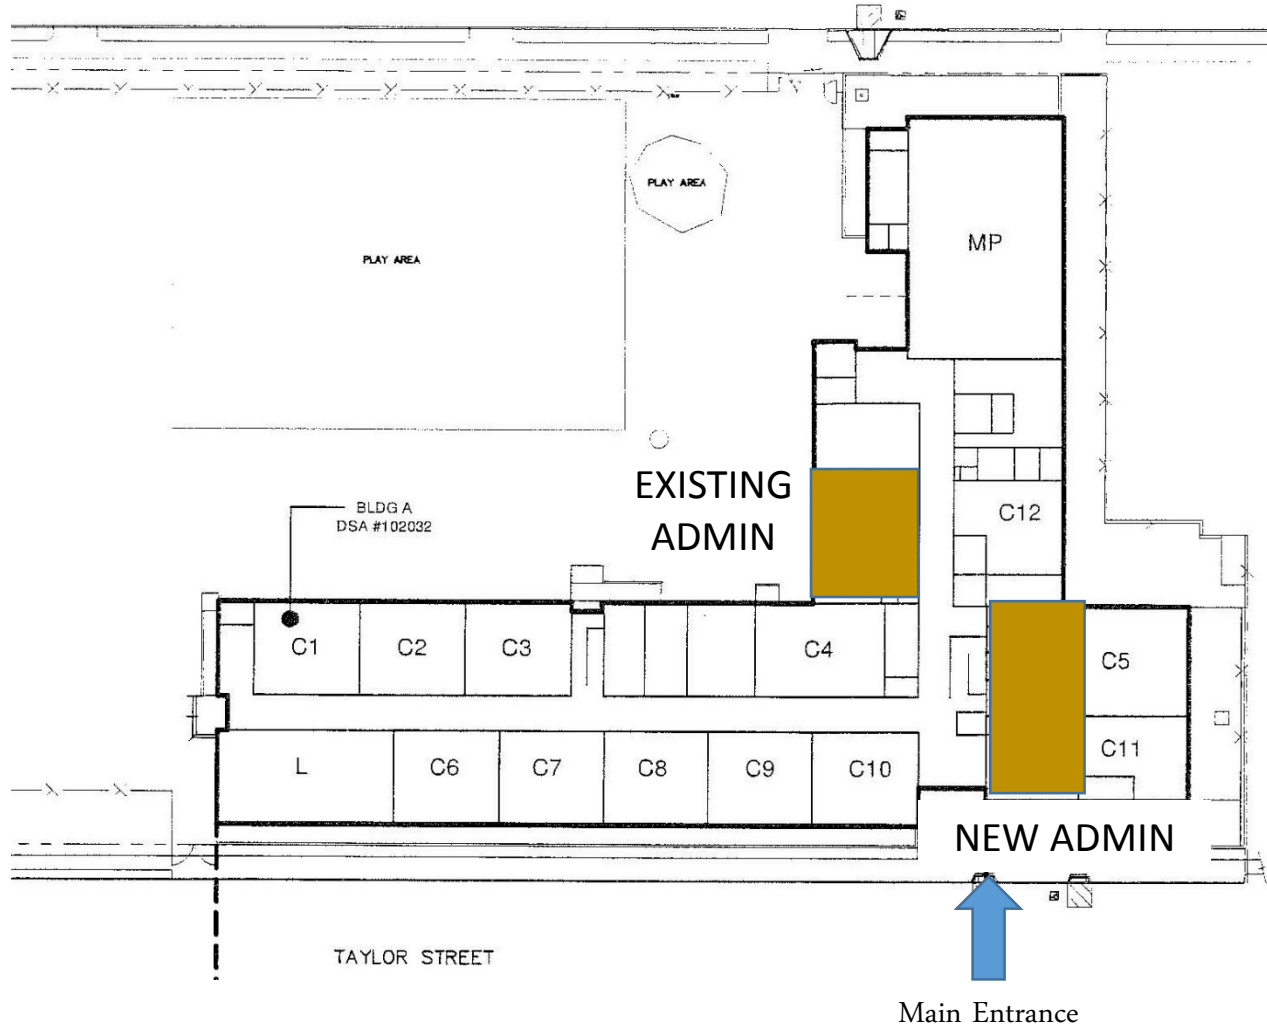 PLAY AREA
MP
PLAY AREA
EXISTING
ADMIN
BLDG A
DSA #102032
C12
C1
C2
C3
C4
C5
L
C6
C7
C8
C9
C10
C11
NEW ADMIN
TAYLOR STREET
Main Entrance